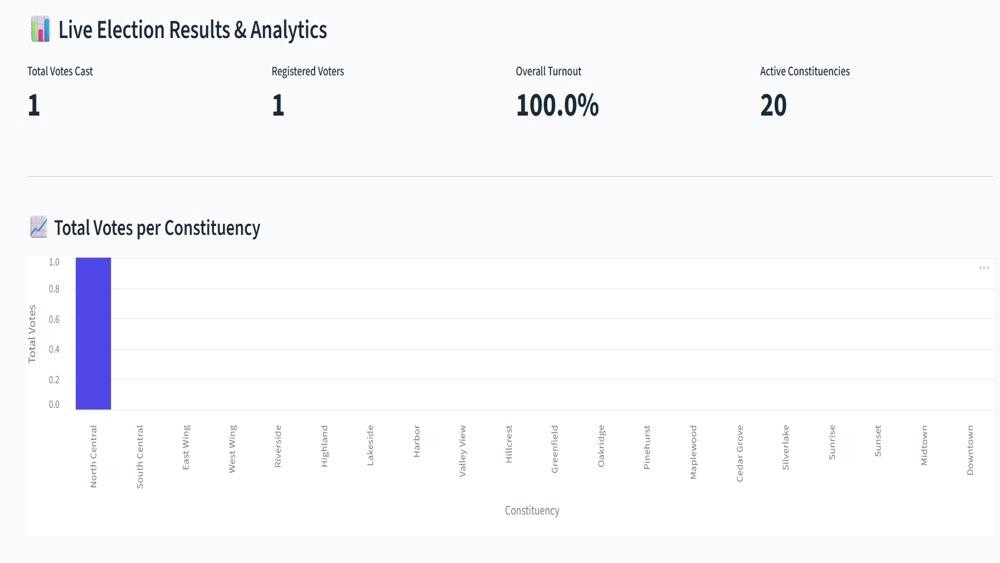 Live Election Results & Analytics
Total Votes Cast
Registered Voters
Overall Turnout
Active Constituencies
1
1
100.0%
20
Total Votes per Constituency
1.0
0.8
0.6
0.4
0.2
0.0
Total Votes
North Central
South Central
East Wing
West Wing
Riverside
Highland
Lakeside
Harbor
Valley View
Hillcrest
Greenfield
Oakridge
Pinehurst
Maplewood
Cedar Grove
Silverlake
Sunrise
Sunset
Midtown
Downtown
Constituency